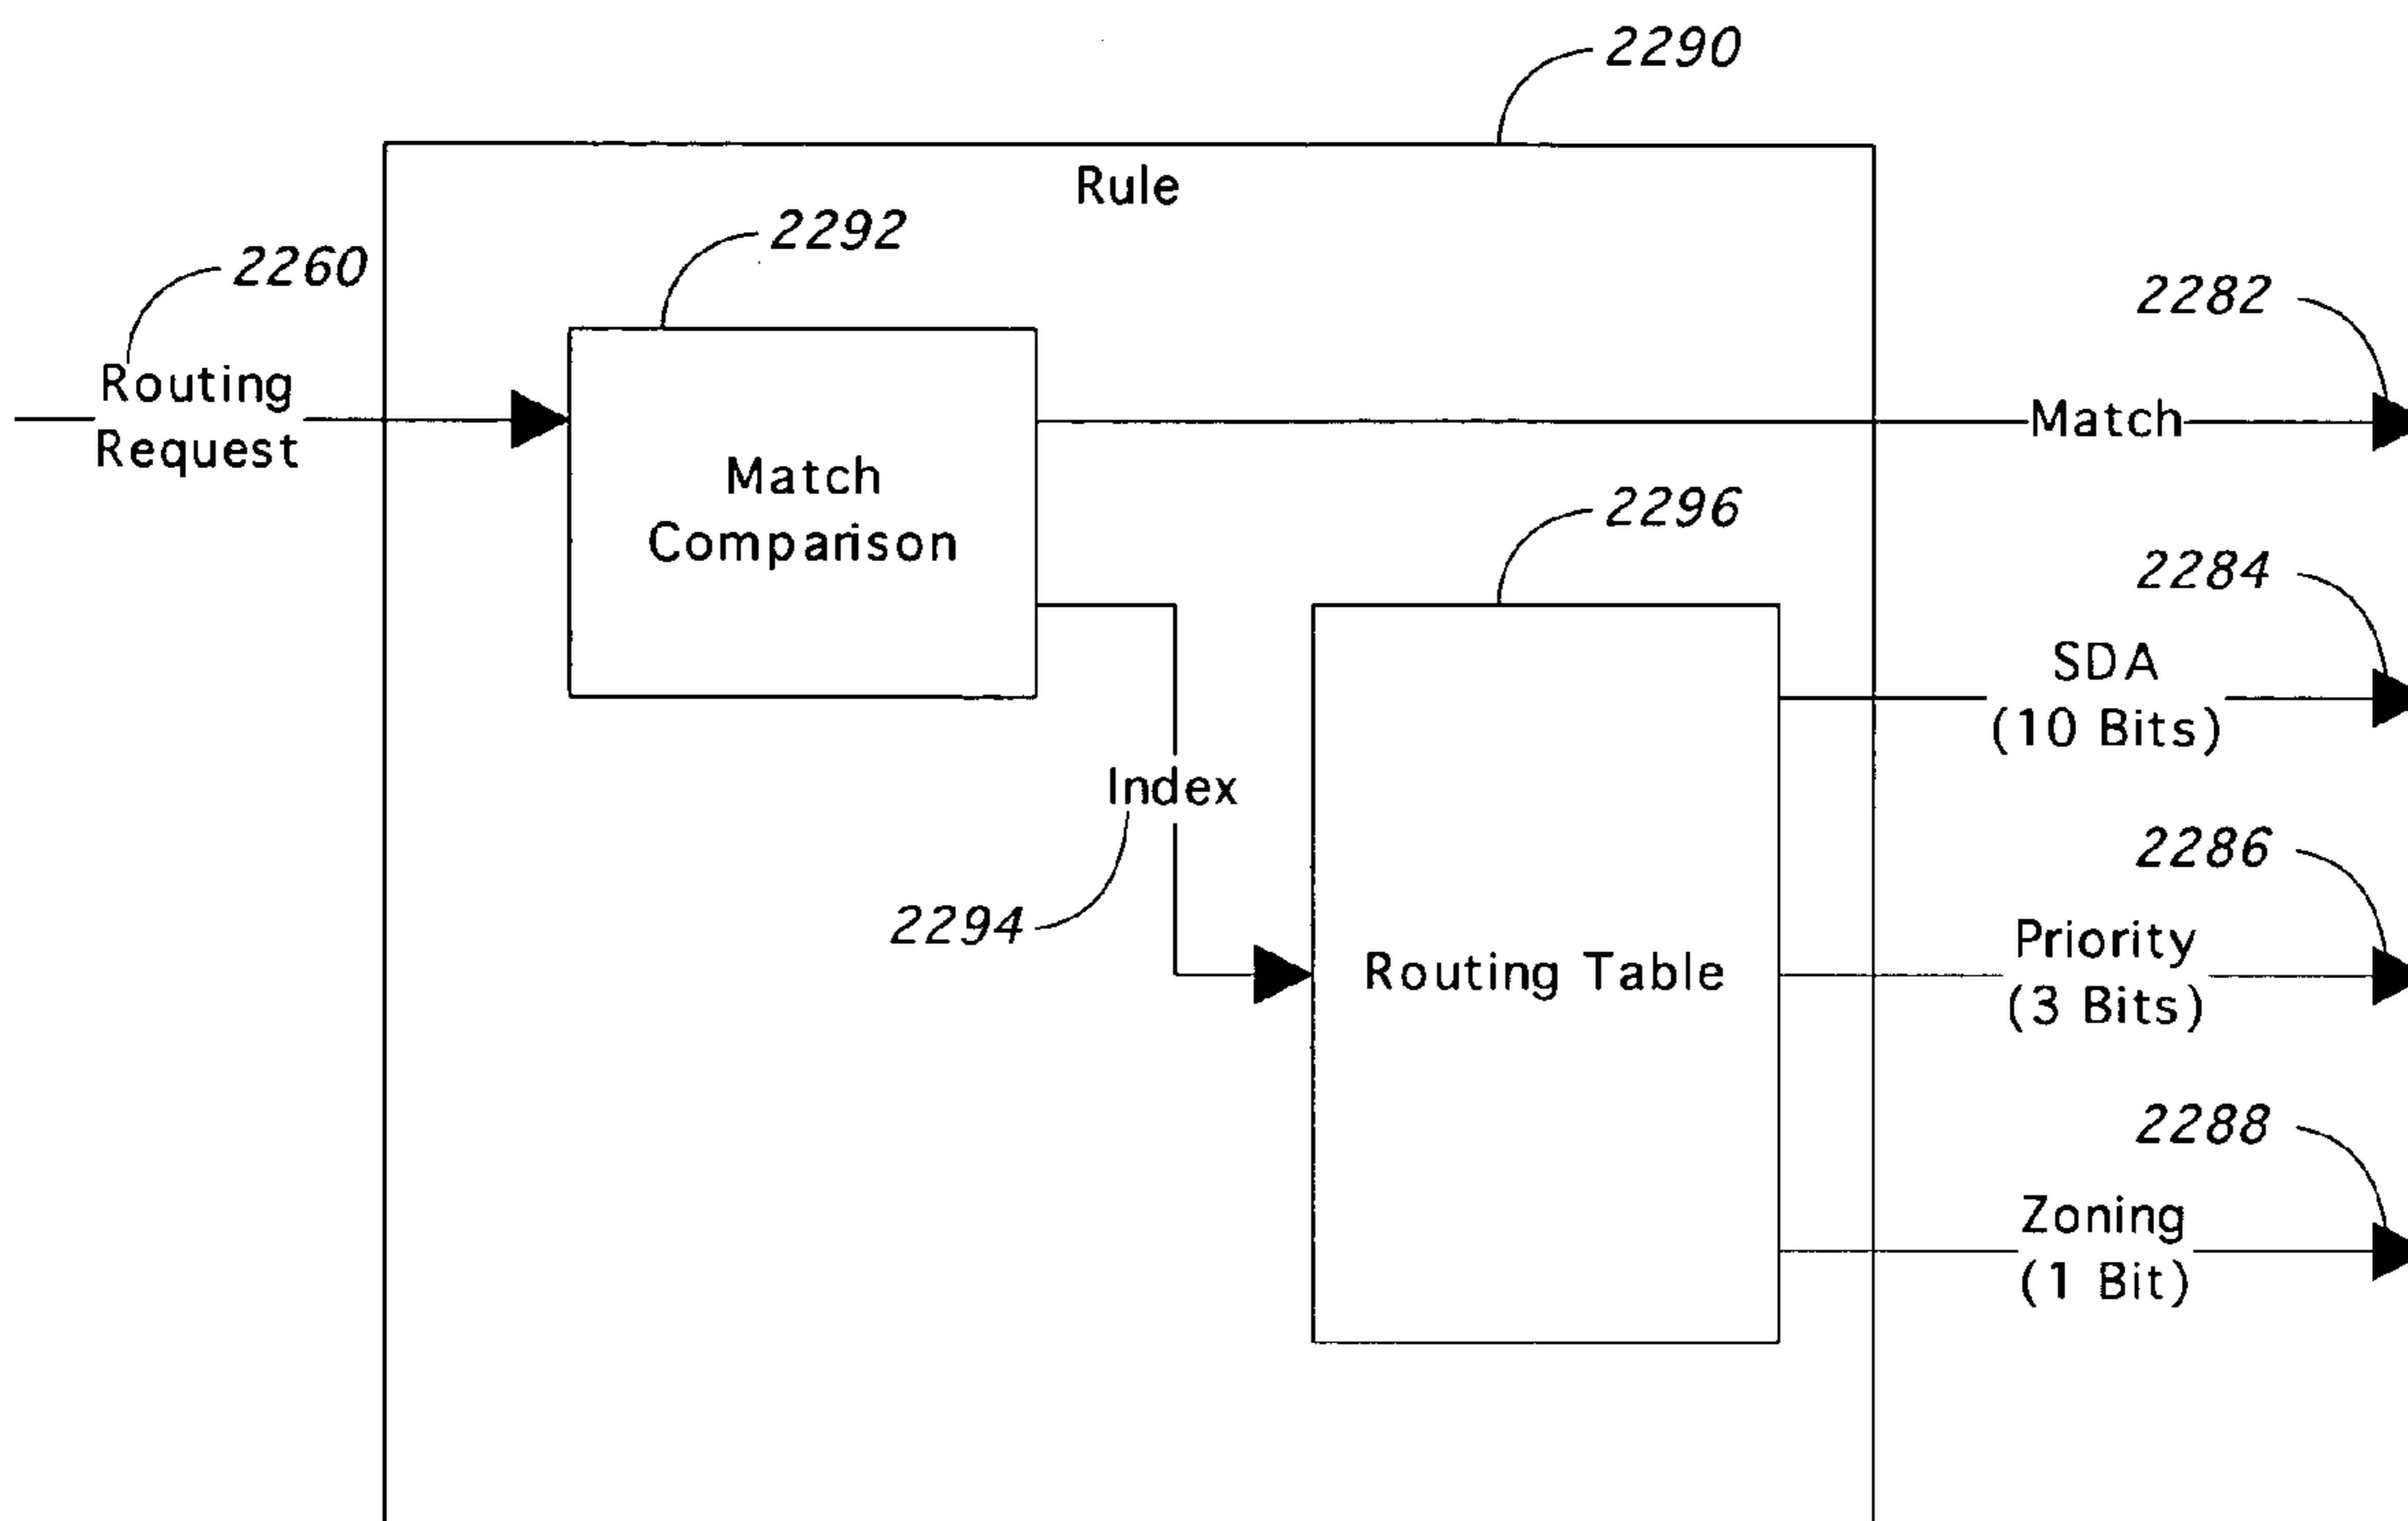 2290
Rule
2292
2260
Routing
Request
2282
Match
Match
Comparison
2296
2284
SDA
(10 Bits)
Index
2294
Routing Table
2286
Priority
(3 Bits)
2288
Zoning
(1 Bit)